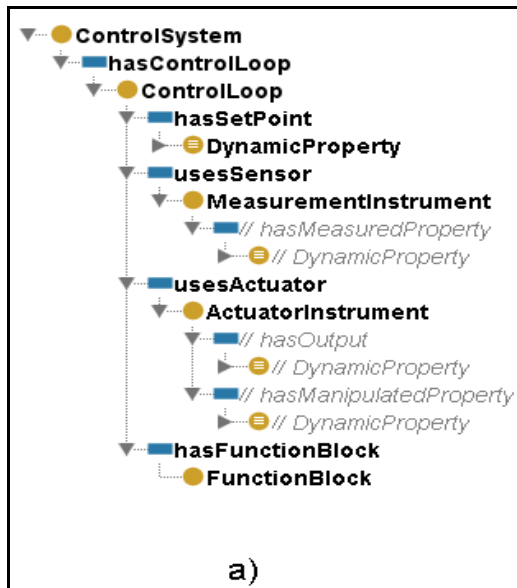 ControlSystem
hasControlLoop
ControlLoop
hasSetPoint
DynamicProperty
usesSensor
MeasurementInstrument
// hasMeasuredProperty
// DynamicProperty
usesActuator
ActuatorInstrument
// hasOutput
// DynamicProperty
// hasManipulatedProperty
// DynamicProperty
hasFunctionBlock
FunctionBlock
a)